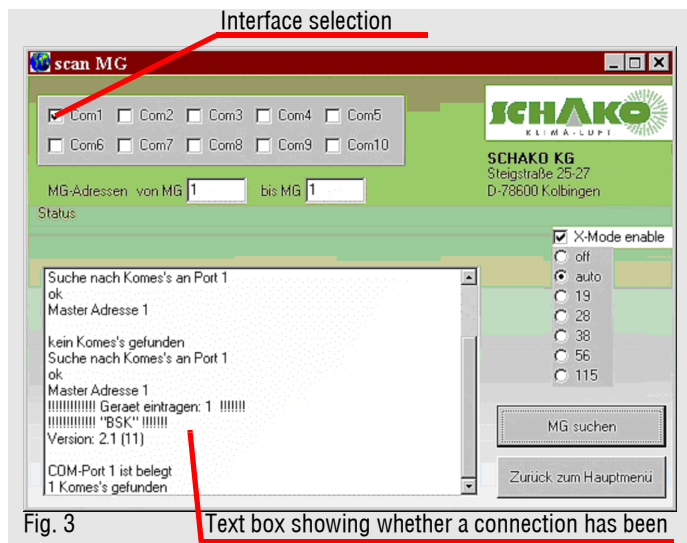 Interface selection
scan MG
Com1 Com2 Com3 Com4 Com5
Com6 Com7 Com8 Com9 Com10
SCHAKO
KLIMA-LUFT
SCHAKO KG
Steigstraße 25-27
D-78600 Kolbingen
MG-Adressen von MG 1 bis MG 1
Status
X-Mode enable
off
auto
19
28
38
56
115
Suche nach Komes's an Port 1
ok
Master Adresse 1
kein Komes's gefunden
Suche nach Komes's an Port 1
ok
Master Adresse 1
!!!!!!!!!!!!! Geraet eintragen: 1 !!!!!!!
!!!!!!!!!!!!! "BSK" !!!!!!!
Version: 2.1 (11)
COM-Port 1 ist belegt
1 Komes's gefunden
MG suchen
Zurück zum Hauptmenü
Fig. 3
Text box showing whether a connection has been